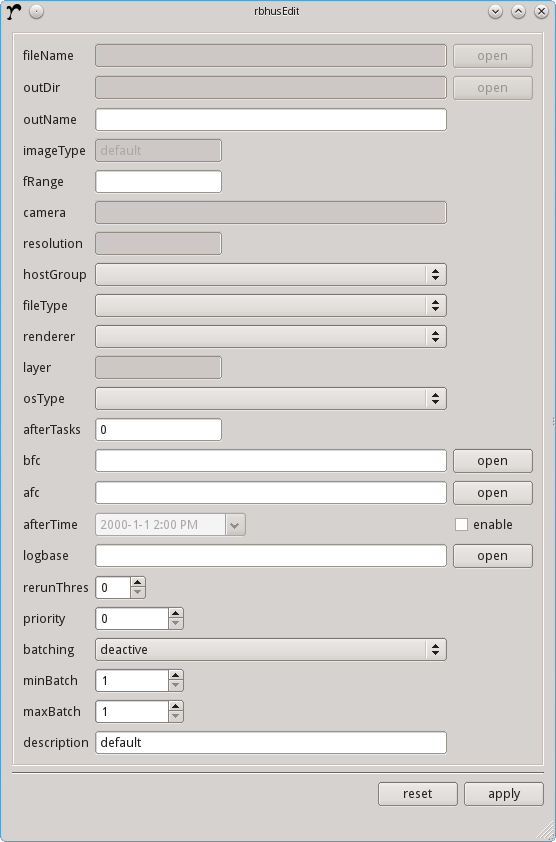 rbhusEdit
fileName open
outDir open
outName
imageType default
fRange
camera
resolution
hostGroup
fileType
renderer
layer
osType
afterTasks 0
bfc open
afc open
afterTime 2000-1-1 2:00 PM enable
logbase open
rerunThres 0
priority 0
batching deactive
minBatch 1
maxBatch 1
description default
reset apply